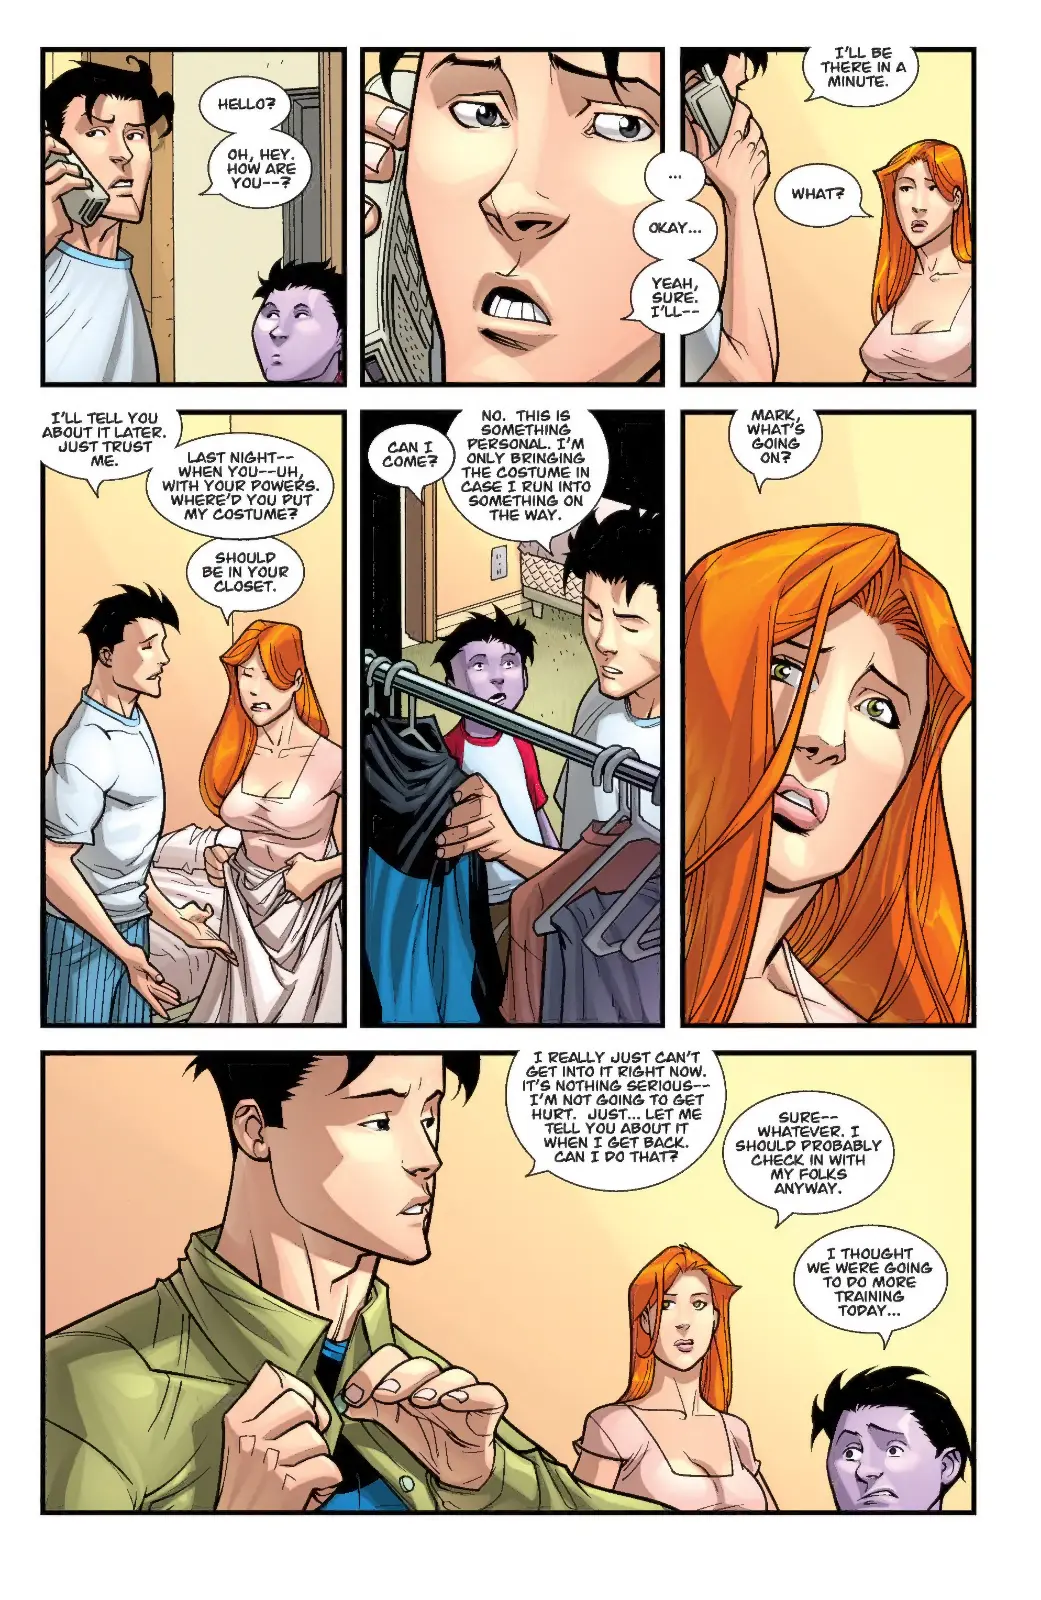 HELLO?
OH, HEY.
HOW ARE
YOU--?
...
OKAY...
YEAH,
SURE.
I'LL--
I'LL BE
THERE IN A
MINUTE.
WHAT?
I'LL TELL YOU
ABOUT IT LATER.
JUST TRUST
ME.
LAST NIGHT--
WHEN YOU--UH,
WITH YOUR POWERS.
WHERE'D YOU PUT
MY COSTUME?
SHOULD
BE IN YOUR
CLOSET.
CAN I
COME?
NO. THIS IS
SOMETHING
PERSONAL. I'M
ONLY BRINGING
THE COSTUME IN
CASE I RUN INTO
SOMETHING ON
THE WAY.
MARK,
WHAT'S
GOING
ON?
I REALLY JUST CAN'T
GET INTO IT RIGHT NOW.
IT'S NOTHING SERIOUS--
I'M NOT GOING TO GET
HURT. JUST... LET ME
TELL YOU ABOUT IT
WHEN I GET BACK.
CAN I DO THAT?
SURE--
WHATEVER. I
SHOULD PROBABLY
CHECK IN WITH
MY FOLKS
ANYWAY.
I THOUGHT
WE WERE GOING
TO DO MORE
TRAINING
TODAY...